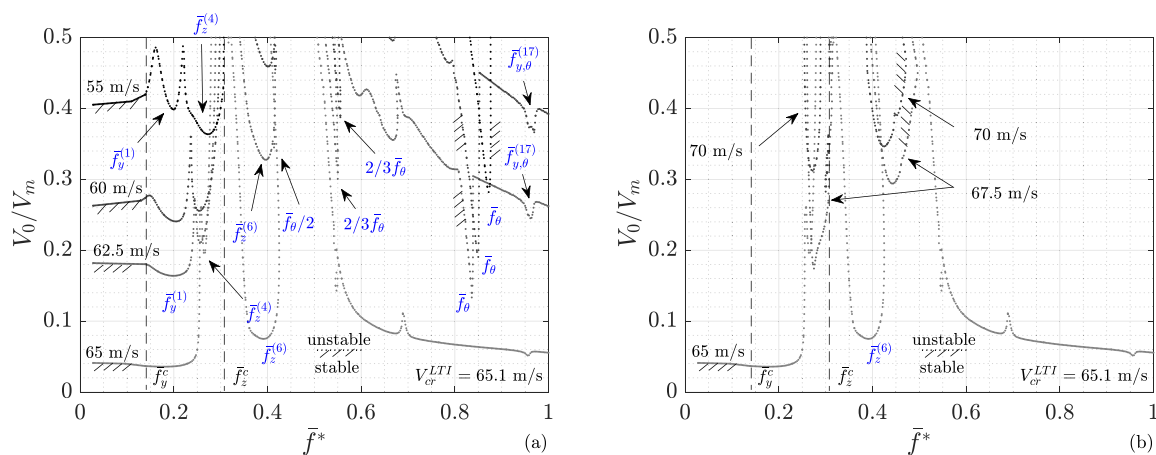 0.5
0.4
0.3
0.2
0.1
0
V_0/V_m
0 0.2 0.4 0.6 0.8 1
f̄*
(a)
55 m/s
60 m/s
62.5 m/s
65 m/s
f̄_z^(4)
f̄_y^(1)
f̄_y^(1)
f̄_z^(6)
f̄_θ/2
f̄_z^(4)
f̄_z^(6)
2/3f̄_θ
2/3f̄_θ
f̄_{y,θ}^(17)
f̄_{y,θ}^(17)
f̄_θ
f̄_θ
f̄_θ
f̄_y^c
f̄_z^c
unstable
stable
V_cr^LTI = 65.1 m/s
0.5
0.4
0.3
0.2
0.1
0
V_0/V_m
0 0.2 0.4 0.6 0.8 1
f̄*
(b)
70 m/s
70 m/s
67.5 m/s
65 m/s
f̄_z^(6)
f̄_y^c
f̄_z^c
unstable
stable
V_cr^LTI = 65.1 m/s